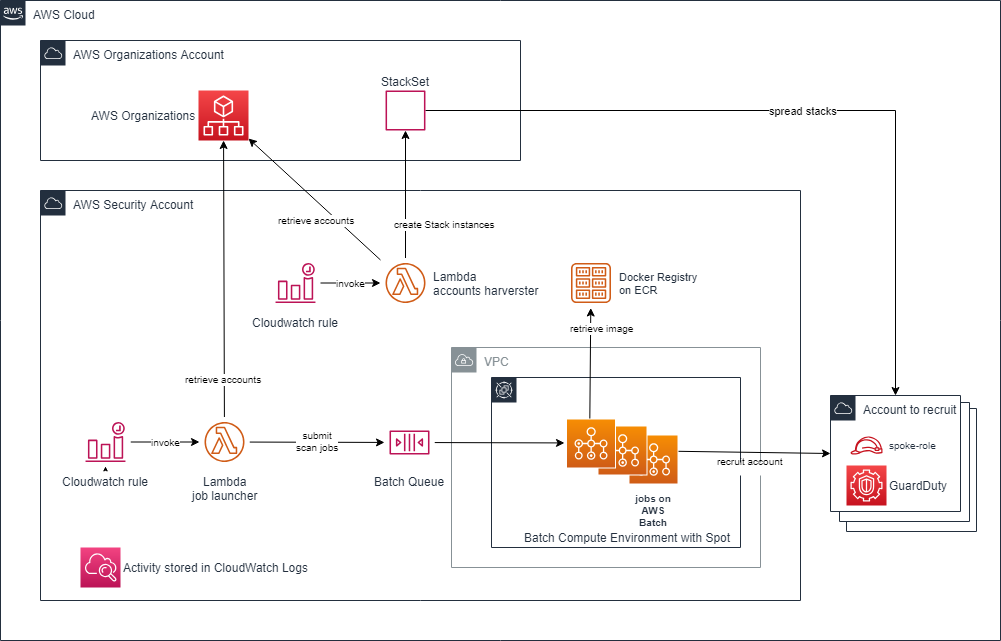 aws
AWS Cloud
AWS Organizations Account
StackSet
AWS Organizations
spread stacks
AWS Security Account
retrieve accounts
create Stack instances
Lambda
accounts harverster
invoke
Docker Registry
on ECR
Cloudwatch rule
retrieve image
VPC
retrieve accounts
Account to recruit
submit
scan jobs
invoke
spoke-role
recruit account
Cloudwatch rule
Lambda
job launcher
Batch Queue
GuardDuty
jobs on
AWS
Batch
Batch Compute Environment with Spot
Activity stored in CloudWatch Logs